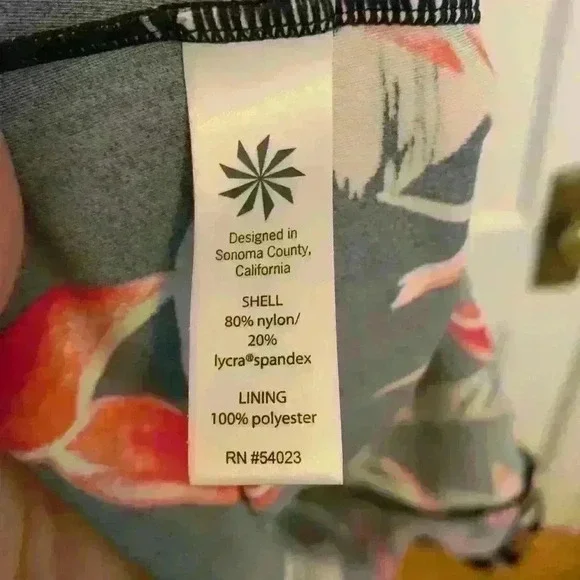 Designed in
Sonoma County,
California
SHELL
80% nylon/
20%
lycra®spandex
LINING
100% polyester
RN #54023